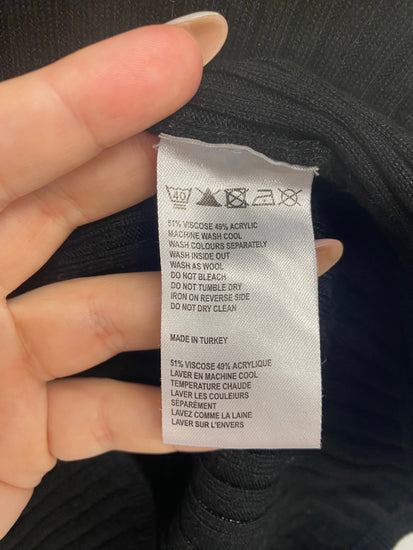 40
51% VISCOSE 49% ACRYLIC
MACHINE WASH COOL
WASH COLOURS SEPARATELY
WASH INSIDE OUT
WASH AS WOOL
DO NOT BLEACH
DO NOT TUMBLE DRY
IRON ON REVERSE SIDE
DO NOT DRY CLEAN
MADE IN TURKEY
51% VISCOSE 49% ACRYLIQUE
LAVER EN MACHINE COOL
TEMPERATURE CHAUDE
LAVER LES COULEURS
SÉPARÉMENT
LAVEZ COMME LA LAINE
LAVER SUR L'ENVERS